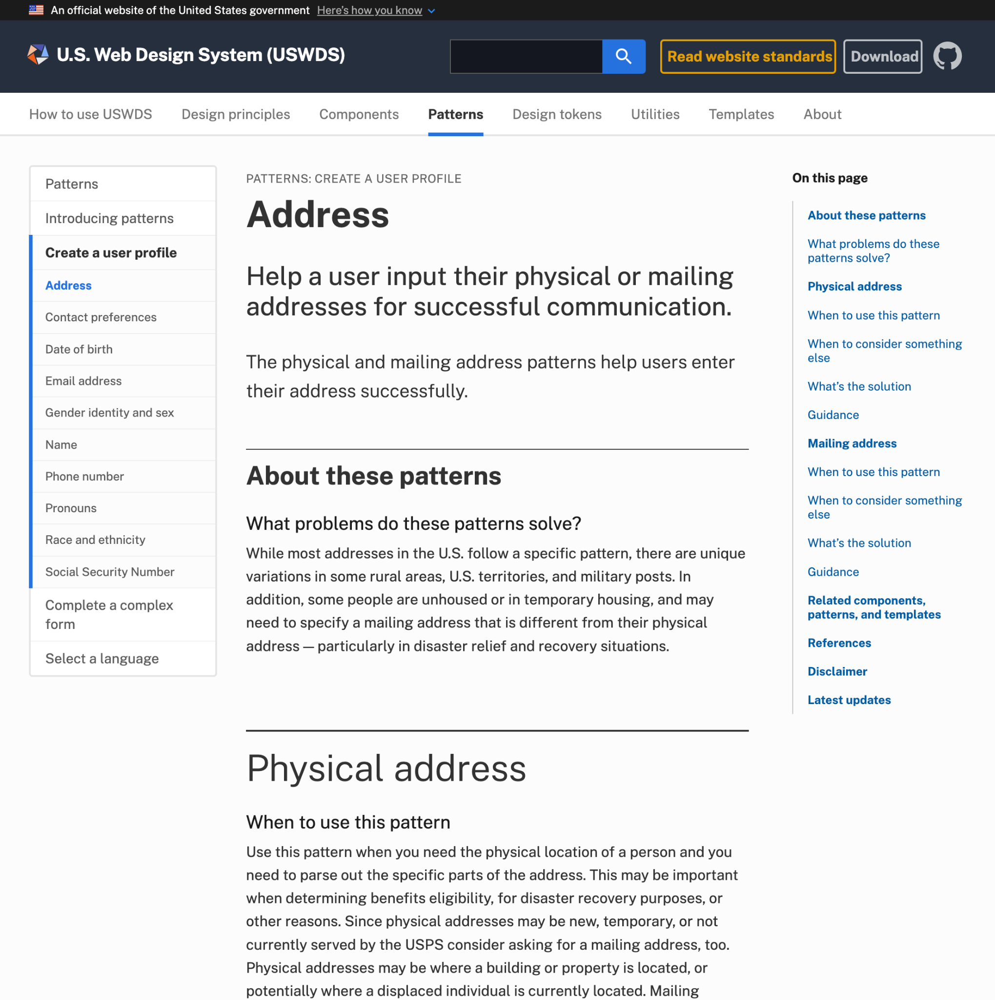 An official website of the United States government Here’s how you know
U.S. Web Design System (USWDS)
Read website standards
Download
How to use USWDS
Design principles
Components
Patterns
Design tokens
Utilities
Templates
About
Patterns
Introducing patterns
Create a user profile
Address
Contact preferences
Date of birth
Email address
Gender identity and sex
Name
Phone number
Pronouns
Race and ethnicity
Social Security Number
Complete a complex
form
Select a language
PATTERNS: CREATE A USER PROFILE
Address
Help a user input their physical or mailing
addresses for successful communication.
The physical and mailing address patterns help users enter
their address successfully.
About these patterns
What problems do these patterns solve?
While most addresses in the U.S. follow a specific pattern, there are unique
variations in some rural areas, U.S. territories, and military posts. In
addition, some people are unhoused or in temporary housing, and may
need to specify a mailing address that is different from their physical
address — particularly in disaster relief and recovery situations.
Physical address
When to use this pattern
Use this pattern when you need the physical location of a person and you
need to parse out the specific parts of the address. This may be important
when determining benefits eligibility, for disaster recovery purposes, or
other reasons. Since physical addresses may be new, temporary, or not
currently served by the USPS consider asking for a mailing address, too.
Physical addresses may be where a building or property is located, or
potentially where a displaced individual is currently located. Mailing
On this page
About these patterns
What problems do these
patterns solve?
Physical address
When to use this pattern
When to consider something
else
What’s the solution
Guidance
Mailing address
When to use this pattern
When to consider something
else
What’s the solution
Guidance
Related components,
patterns, and templates
References
Disclaimer
Latest updates